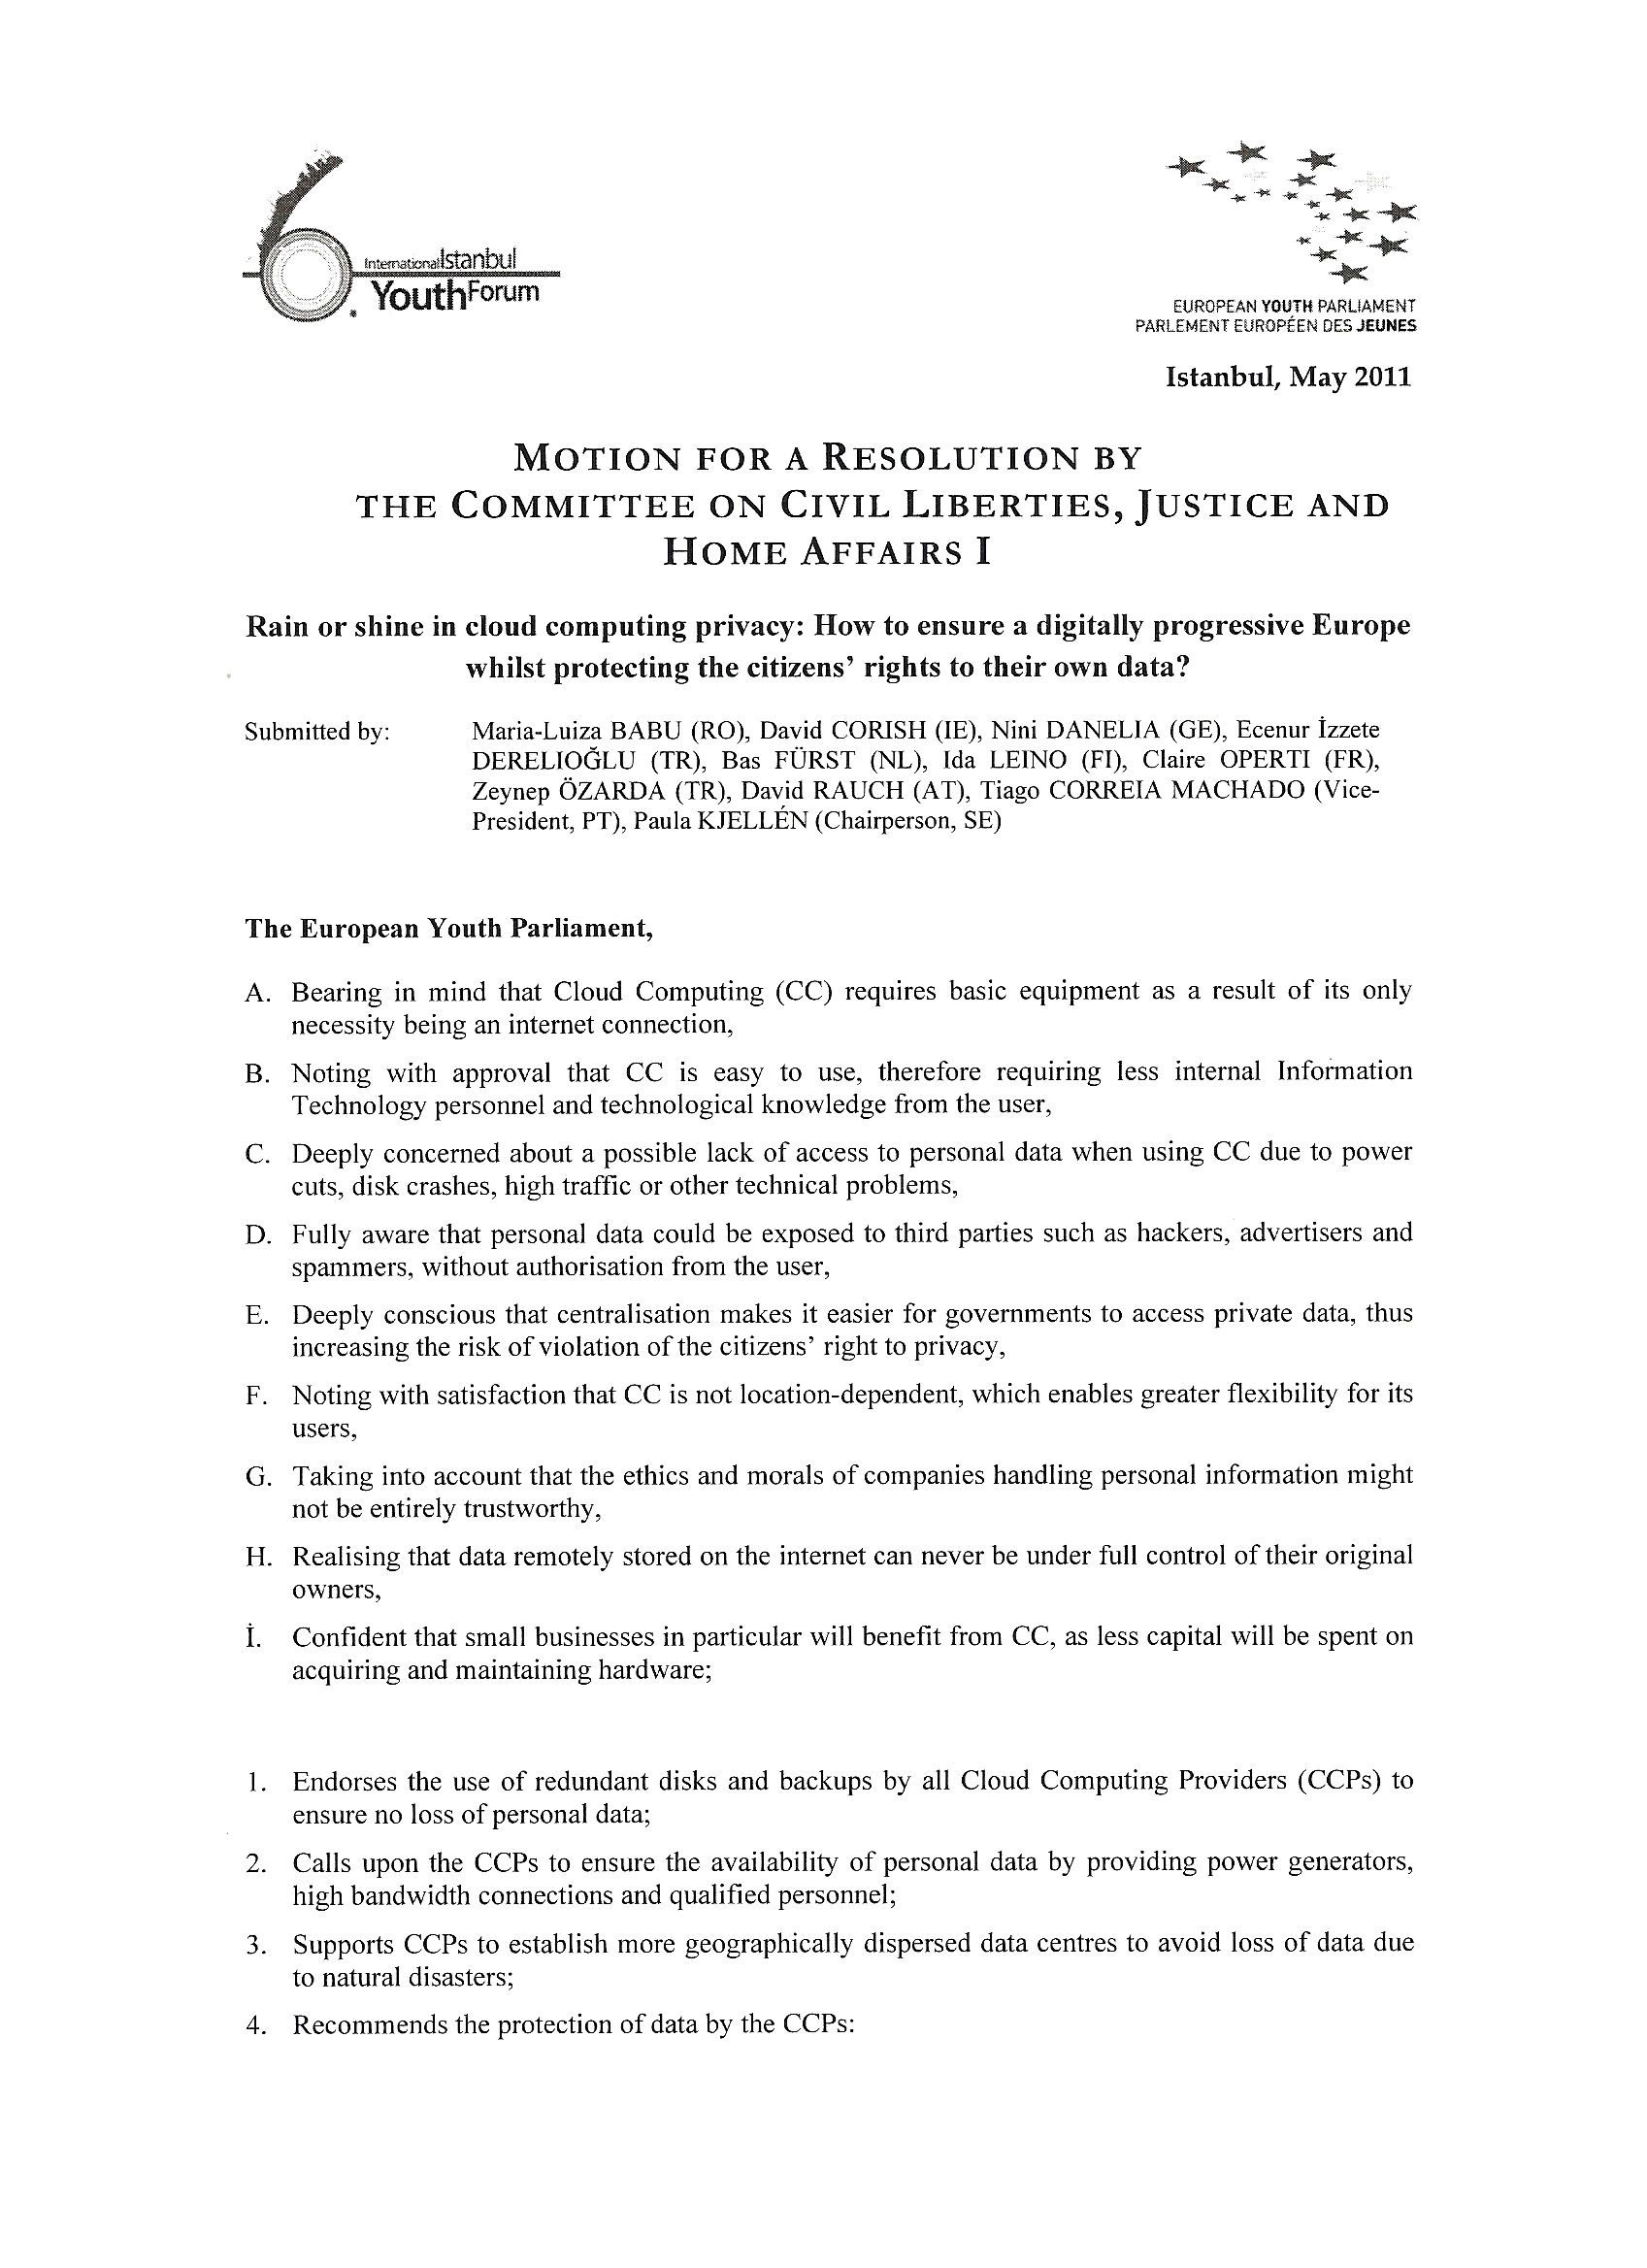 6.
InternationalIstanbul
YouthForum
EUROPEAN YOUTH PARLIAMENT
PARLEMENT EUROPÉEN DES JEUNES
Istanbul, May 2011
MOTION FOR A RESOLUTION BY
THE COMMITTEE ON CIVIL LIBERTIES, JUSTICE AND
HOME AFFAIRS I
Rain or shine in cloud computing privacy: How to ensure a digitally progressive Europe
whilst protecting the citizens' rights to their own data?
Submitted by: Maria-Luiza BABU (RO), David CORISH (IE), Nini DANELIA (GE), Ecenur İzzete
DERELIOĞLU (TR), Bas FÜRST (NL), Ida LEINO (FI), Claire OPERTI (FR),
Zeynep ÖZARDA (TR), David RAUCH (AT), Tiago CORREIA MACHADO (Vice-
President, PT), Paula KJELLÉN (Chairperson, SE)
The European Youth Parliament,
A. Bearing in mind that Cloud Computing (CC) requires basic equipment as a result of its only
necessity being an internet connection,
B. Noting with approval that CC is easy to use, therefore requiring less internal Information
Technology personnel and technological knowledge from the user,
C. Deeply concerned about a possible lack of access to personal data when using CC due to power
cuts, disk crashes, high traffic or other technical problems,
D. Fully aware that personal data could be exposed to third parties such as hackers, advertisers and
spammers, without authorisation from the user,
E. Deeply conscious that centralisation makes it easier for governments to access private data, thus
increasing the risk of violation of the citizens' right to privacy,
F. Noting with satisfaction that CC is not location-dependent, which enables greater flexibility for its
users,
G. Taking into account that the ethics and morals of companies handling personal information might
not be entirely trustworthy,
H. Realising that data remotely stored on the internet can never be under full control of their original
owners,
İ. Confident that small businesses in particular will benefit from CC, as less capital will be spent on
acquiring and maintaining hardware;
1. Endorses the use of redundant disks and backups by all Cloud Computing Providers (CCPs) to
ensure no loss of personal data;
2. Calls upon the CCPs to ensure the availability of personal data by providing power generators,
high bandwidth connections and qualified personnel;
3. Supports CCPs to establish more geographically dispersed data centres to avoid loss of data due
to natural disasters;
4. Recommends the protection of data by the CCPs: